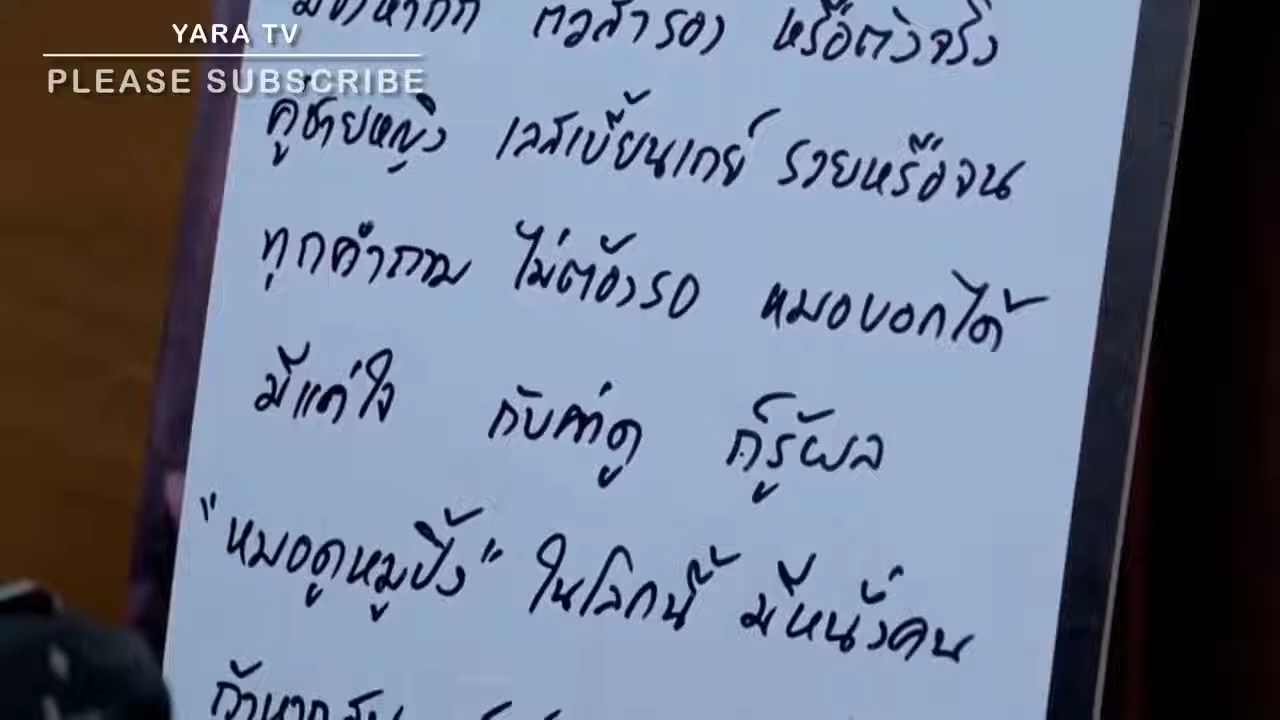 YARA TV
PLEASE SUBSCRIBE
ตัวสำรอง หรือตัวจริง
คู่ชายหญิง เลสเบี้ยนเกย์ รวยหรือจน
ทุกคำถาม ไม่ต้องรอ หมอบอกได้
มีแค่ใจ กับค่าดู ก็รู้ผล
"หมอดูหมูปิ้ง" ในโลกนี้ มีหนึ่งคน
ถ้าหาก